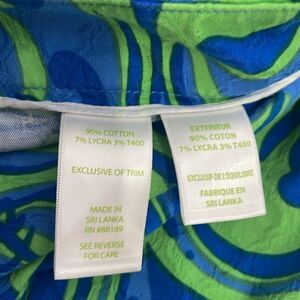 90% COTTON
7% LYCRA 3% T400
EXCLUSIVE OF TRIM
MADE IN
SRI LANKA
RN #88189
SEE REVERSE
FOR CARE
EXTERIEUR
90% COTON
7% LYCRA 3% T400
EXCLUSIF DE L'ÉQUILIBRE
FABRIQUE EN
SRI LANKA